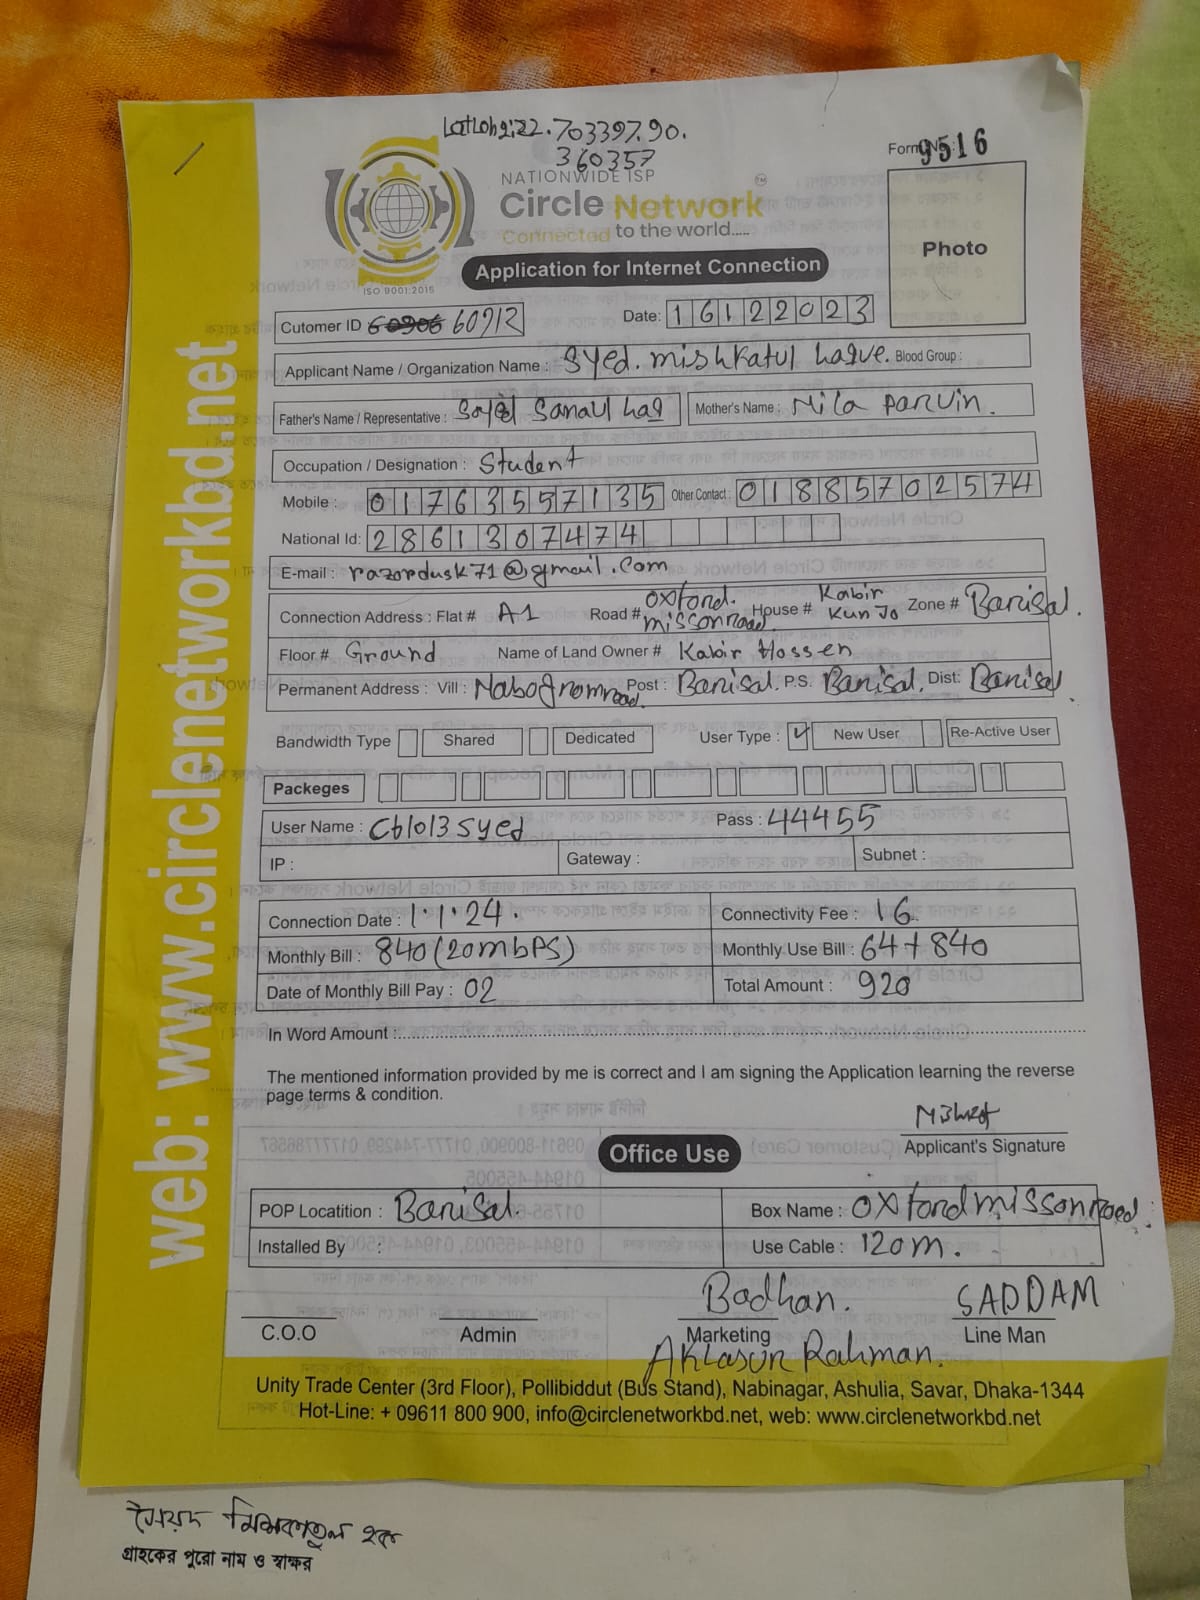 LatLong: 22.703397.90.
360357
Form No: 9516
NATIONWIDE ISP
Circle Network TM
Connected to the world.....
ISO 9001:2015
Photo
Application for Internet Connection
Cutomer ID 60912
Date: 16122023
Applicant Name / Organization Name : Syed. mishkatul haque. Blood Group :
Father's Name / Representative : Sayed Sanaul haq Mother's Name : Nila Parvin.
Occupation / Designation : Student
Mobile : 01763557135 Other Contact : 01885702574
National Id: 2861307474
E-mail : razordusk71@gmail.com
Connection Address : Flat # A1 Road # oxford. missonroad House # Kabir KunJo Zone # Barisal.
Floor # Ground Name of Land Owner # Kabir Hossen
Permanent Address : Vill : Nabogromroad. Post : Barisal. P.S. Barisal. Dist: Barisal
Bandwidth Type Shared Dedicated User Type : ✓ New User Re-Active User
Packeges
User Name : Cb1013syed Pass : 44455
IP : Gateway : Subnet :
Connection Date : 1.1.24. Connectivity Fee : 16
Monthly Bill : 840 (20mbPS) Monthly Use Bill : 64+840
Date of Monthly Bill Pay : 02 Total Amount : 920
In Word Amount :
The mentioned information provided by me is correct and I am signing the Application learning the reverse
page terms & condition.
Applicant's Signature
Office Use
POP Locatition : Barisal Box Name : oxfordmissonroad.
Installed By : Use Cable : 120m.
Badhan. SADDAM
C.O.O Admin Marketing Line Man
Aklasur Rahman.
Unity Trade Center (3rd Floor), Pollibiddut (Bus Stand), Nabinagar, Ashulia, Savar, Dhaka-1344
Hot-Line: + 09611 800 900, info@circlenetworkbd.net, web: www.circlenetworkbd.net
web: www.circlenetworkbd.net
সৈয়দ মিশকাতুল হক
গ্রাহকের পুরো নাম ও স্বাক্ষর